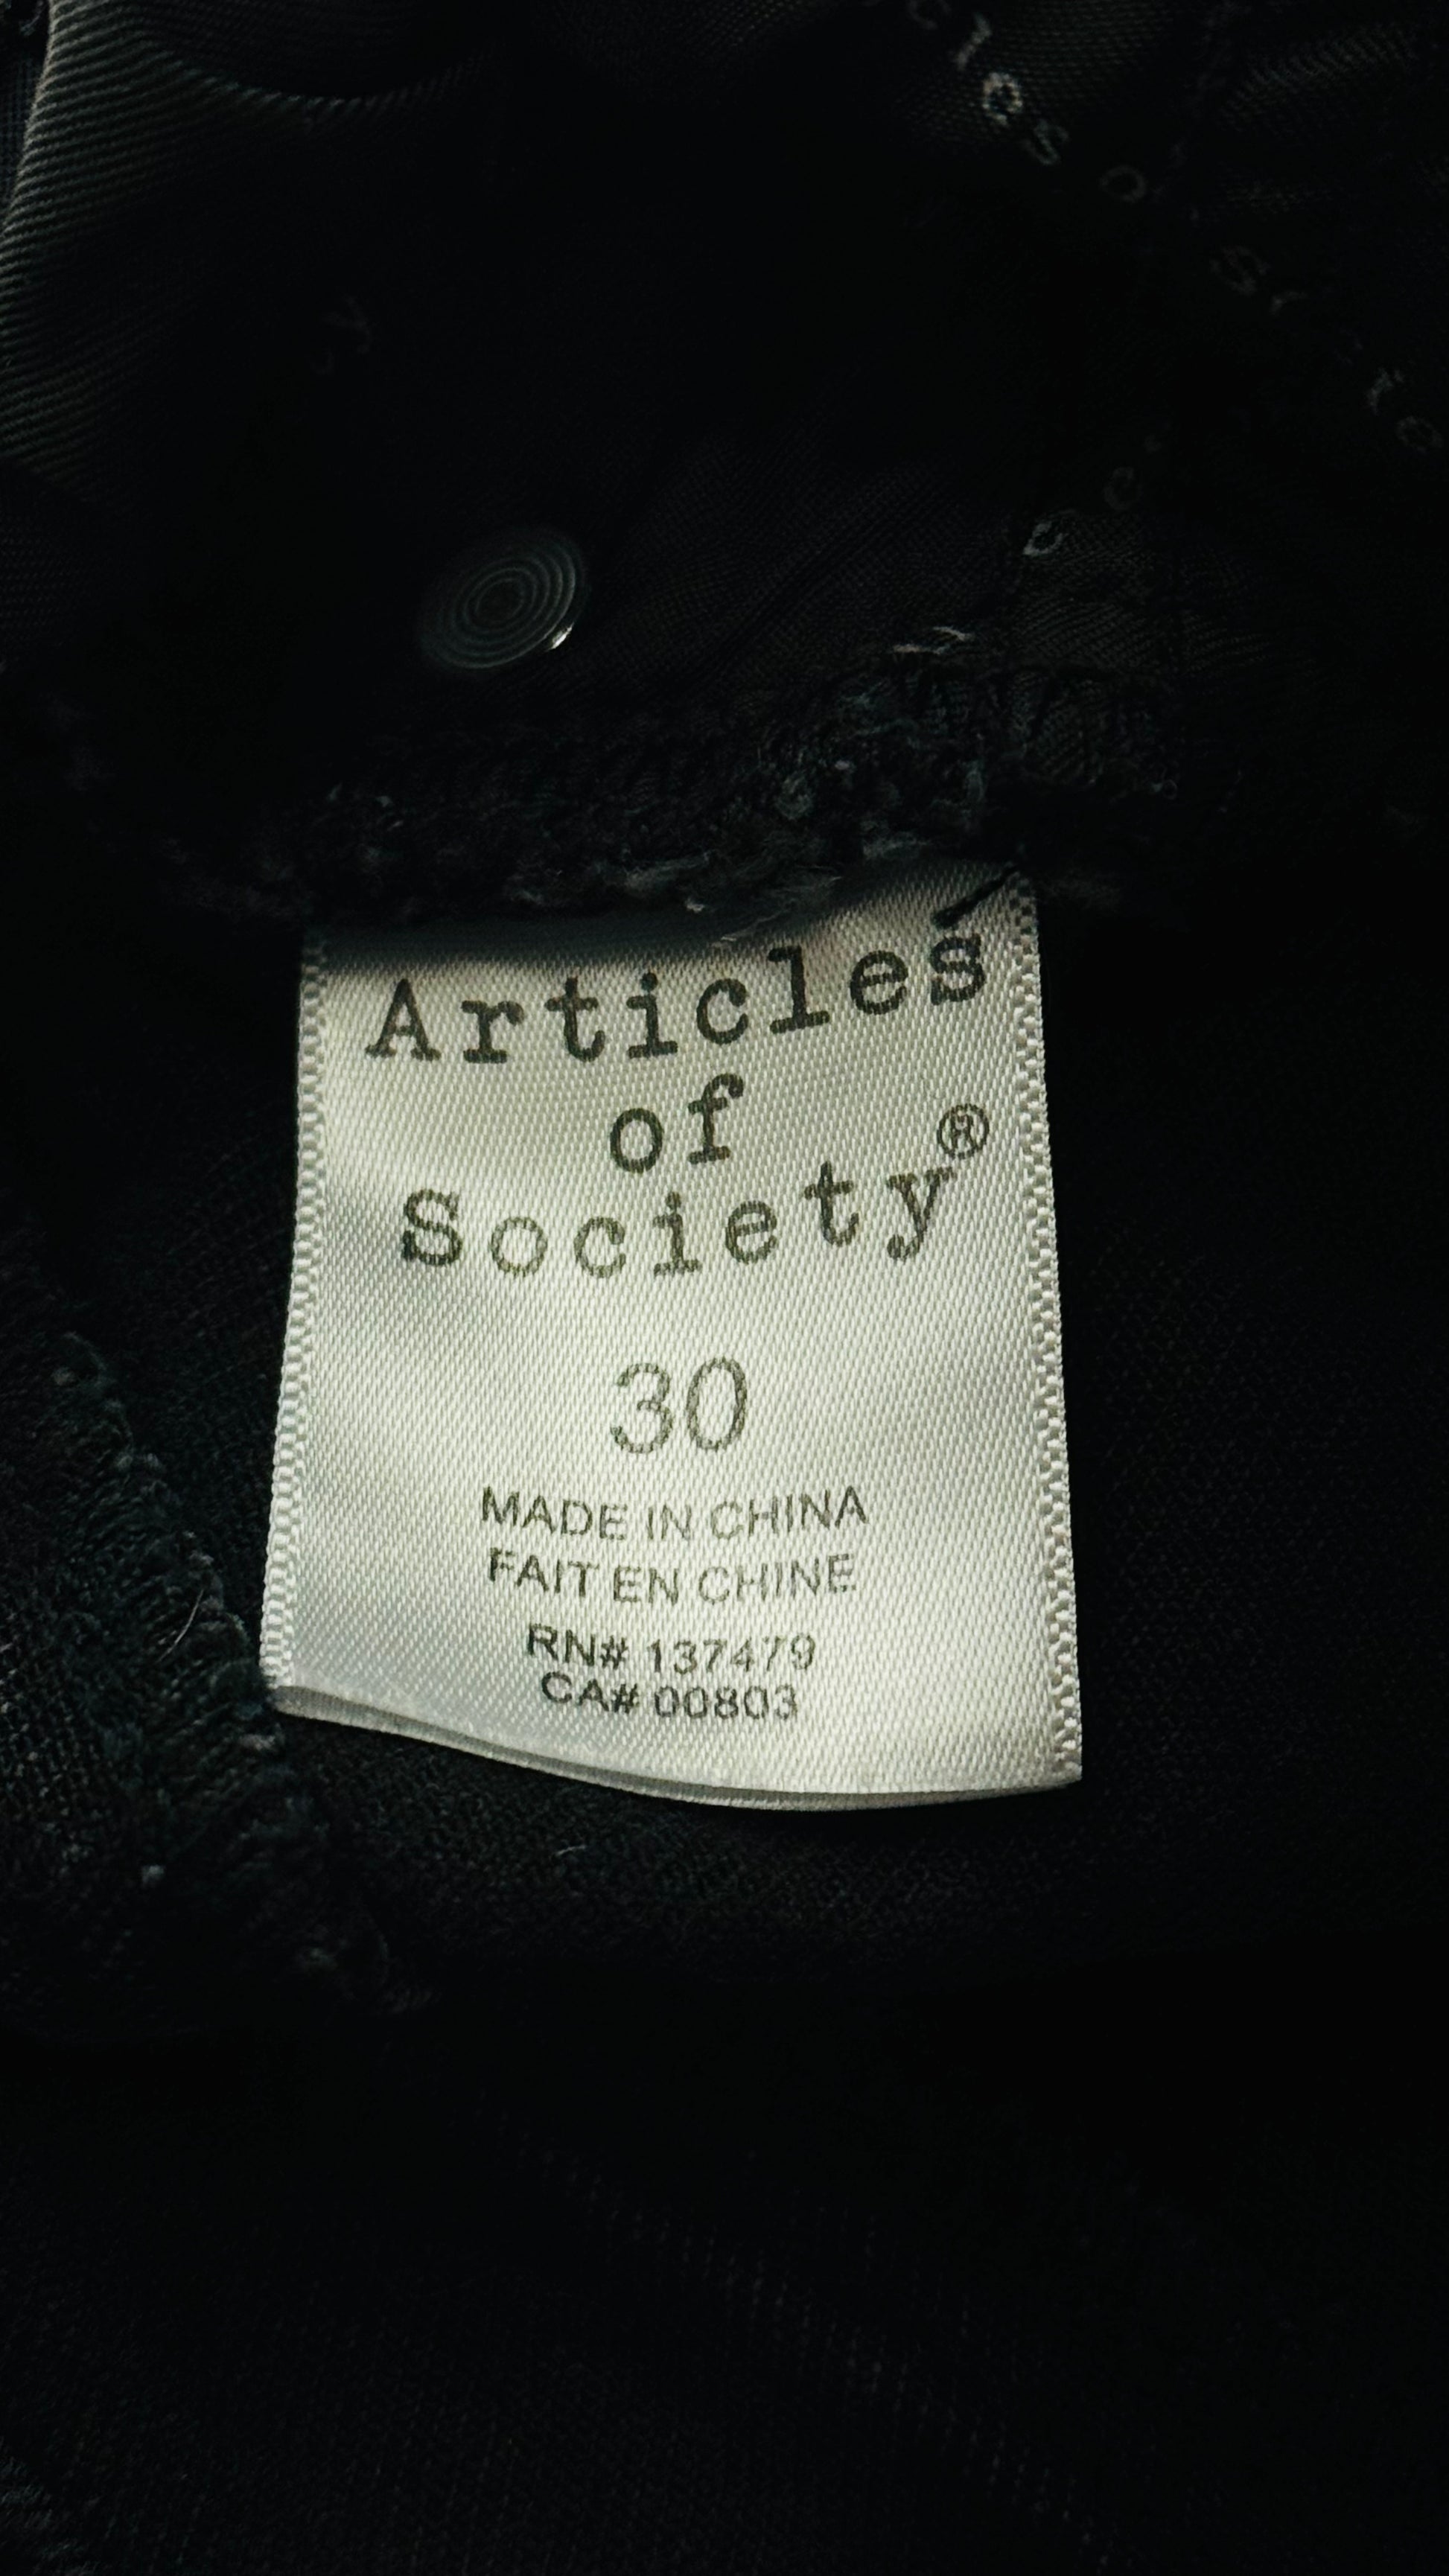 Articles
of
Society®
30
MADE IN CHINA
FAIT EN CHINE
RN# 137479
CA# 00803